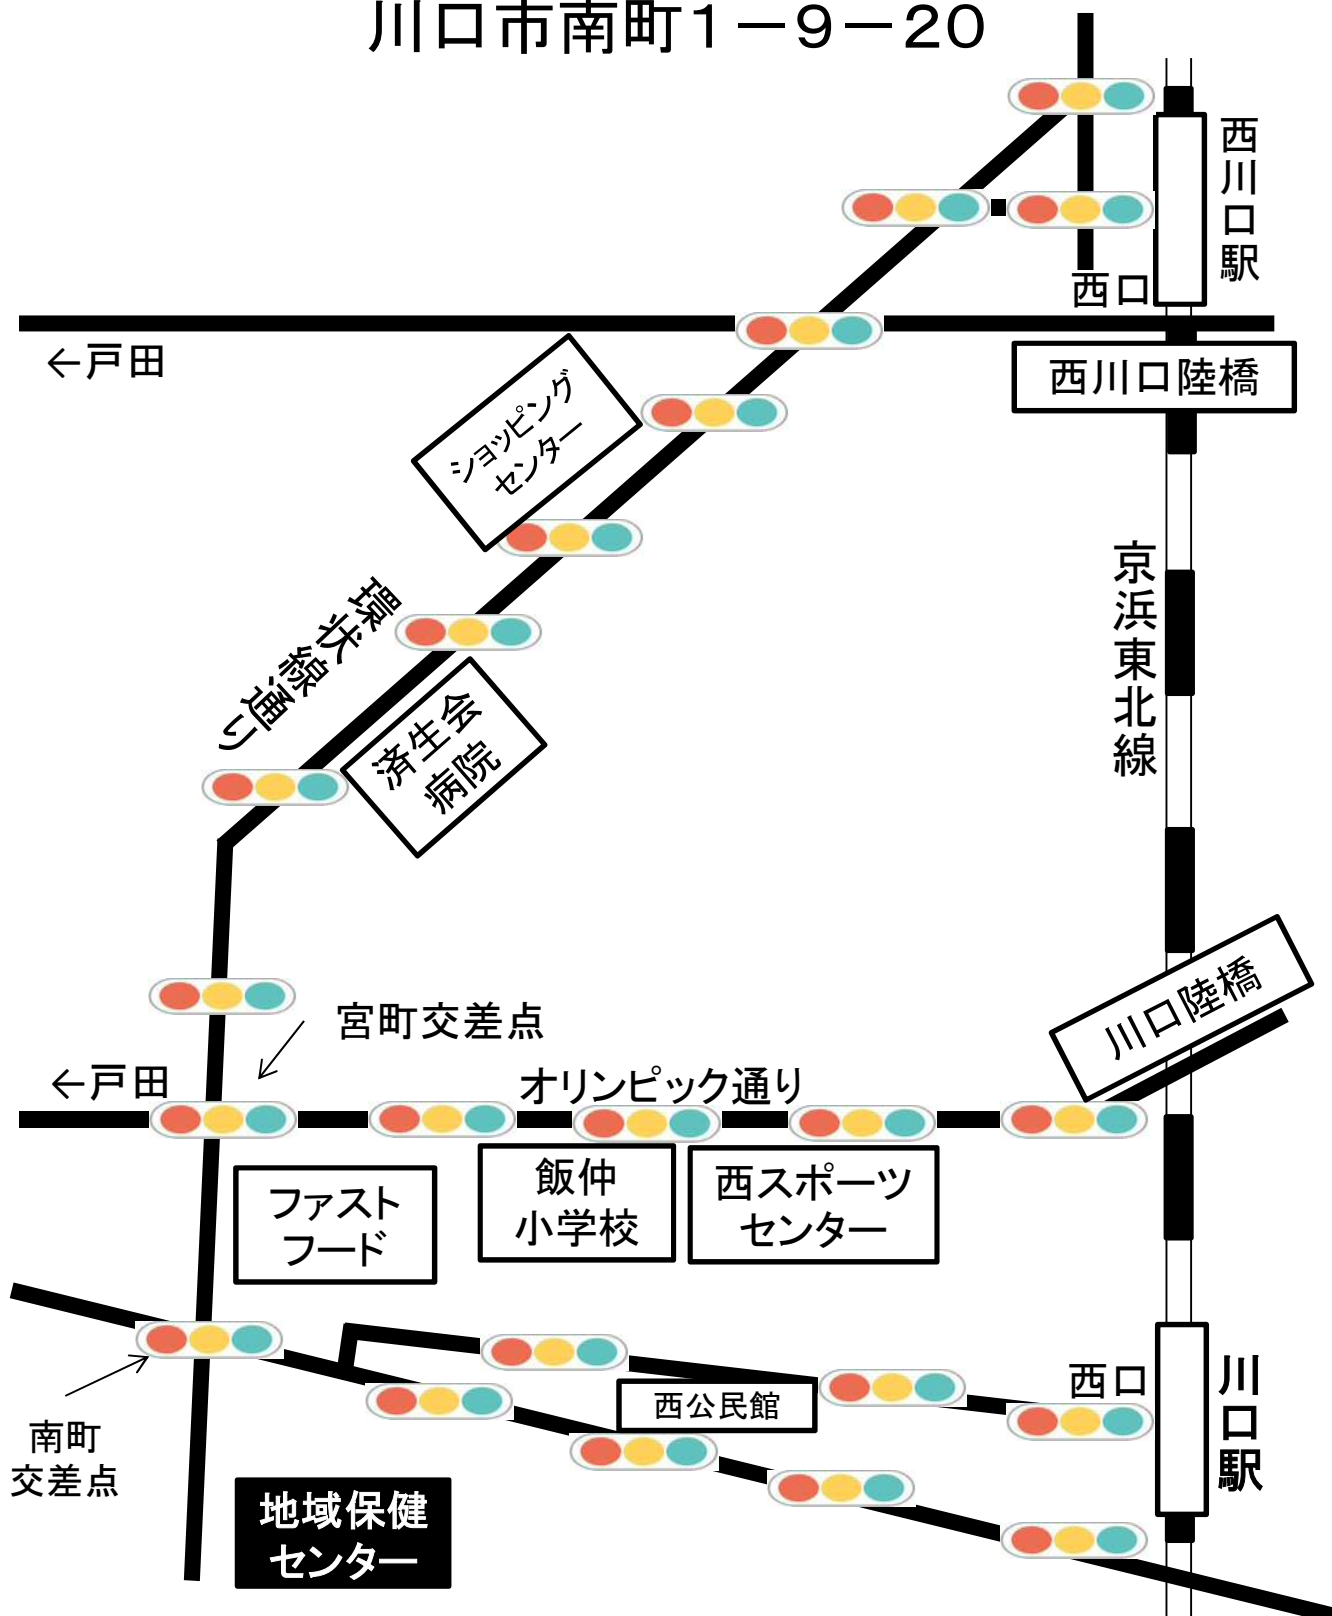 川口市南町1－9－20
西川口駅
西口
←戸田
西川口陸橋
ショッピング
センター
京浜東北線
環状線通り
済生会
病院
川口陸橋
宮町交差点
←戸田
オリンピック通り
ファスト
フード
飯仲
小学校
西スポーツ
センター
西口
川口駅
西公民館
南町
交差点
地域保健
センター